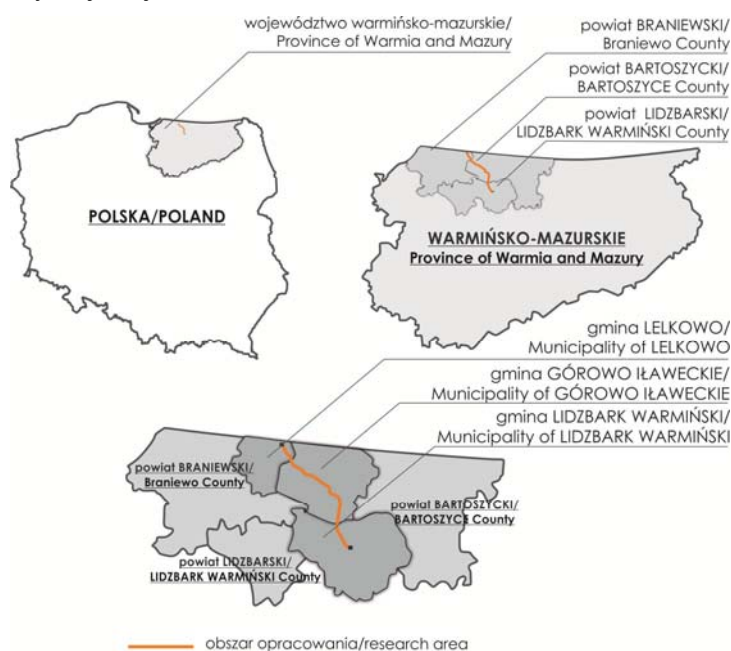 województwo warmińsko-mazurskie/
Province of Warmia and Mazury
powiat BRANIEWSKI/
Braniewo County
powiat BARTOSZYCKI/
BARTOSZYCE County
powiat LIDZBARSKI/
LIDZBARK WARMIŃSKI County
POLSKA/POLAND
WARMIŃSKO-MAZURSKIE
Province of Warmia and Mazury
gmina LELKOWO/
Municipality of LELKOWO
gmina GÓROWO IŁAWECKIE/
Municipality of GÓROWO IŁAWECKIE
gmina LIDZBARK WARMIŃSKI/
Municipality of LIDZBARK WARMIŃSKI
powiat BRANIEWSKI/
Braniewo County
powiat BARTOSZYCKI/
BARTOSZYCE County
powiat LIDZBARSKI/
LIDZBARK WARMIŃSKI County
obszar opracowania/research area